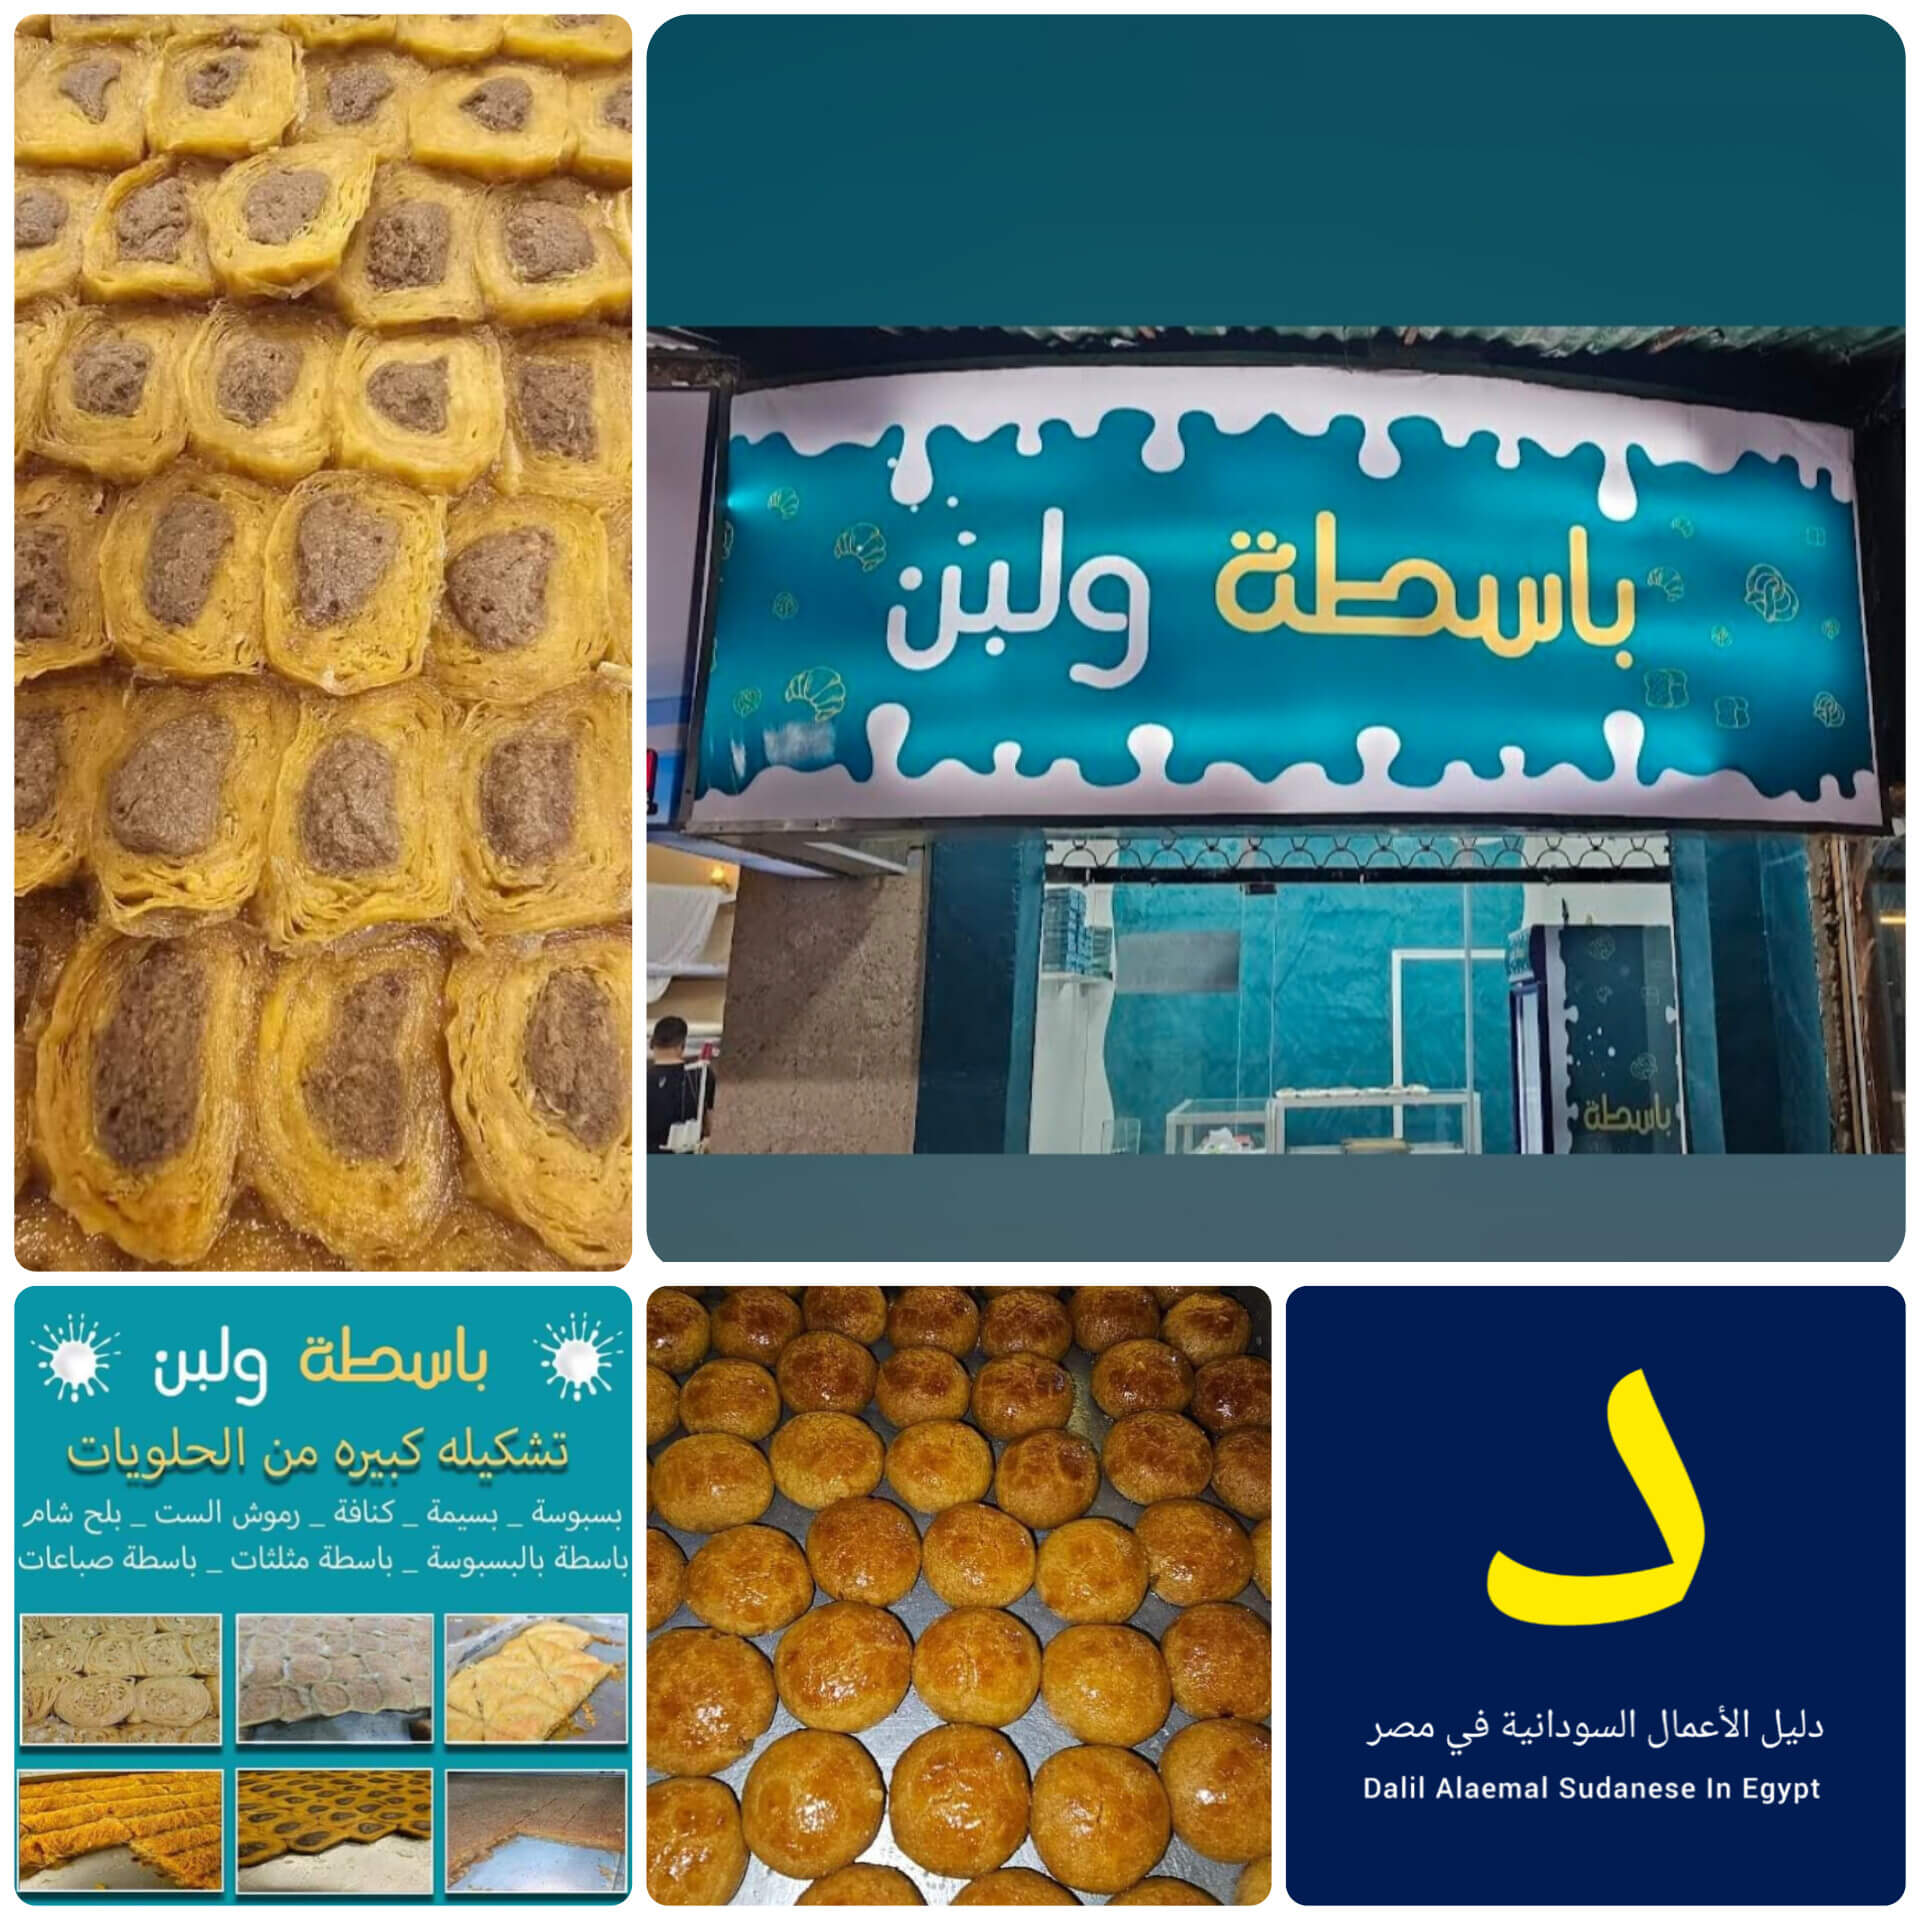 باسطة ولبن
باسطة
باسطة ولبن
تشكيله كبيره من الحلويات
بسبوسة _ بسيمة _ كنافة _ رموش الست _ بلح شام
باسطة بالبسبوسة _ باسطة مثلثات _ باسطة صباعات
د
دليل الأعمال السودانية في مصر
Dalil Alaemal Sudanese In Egypt